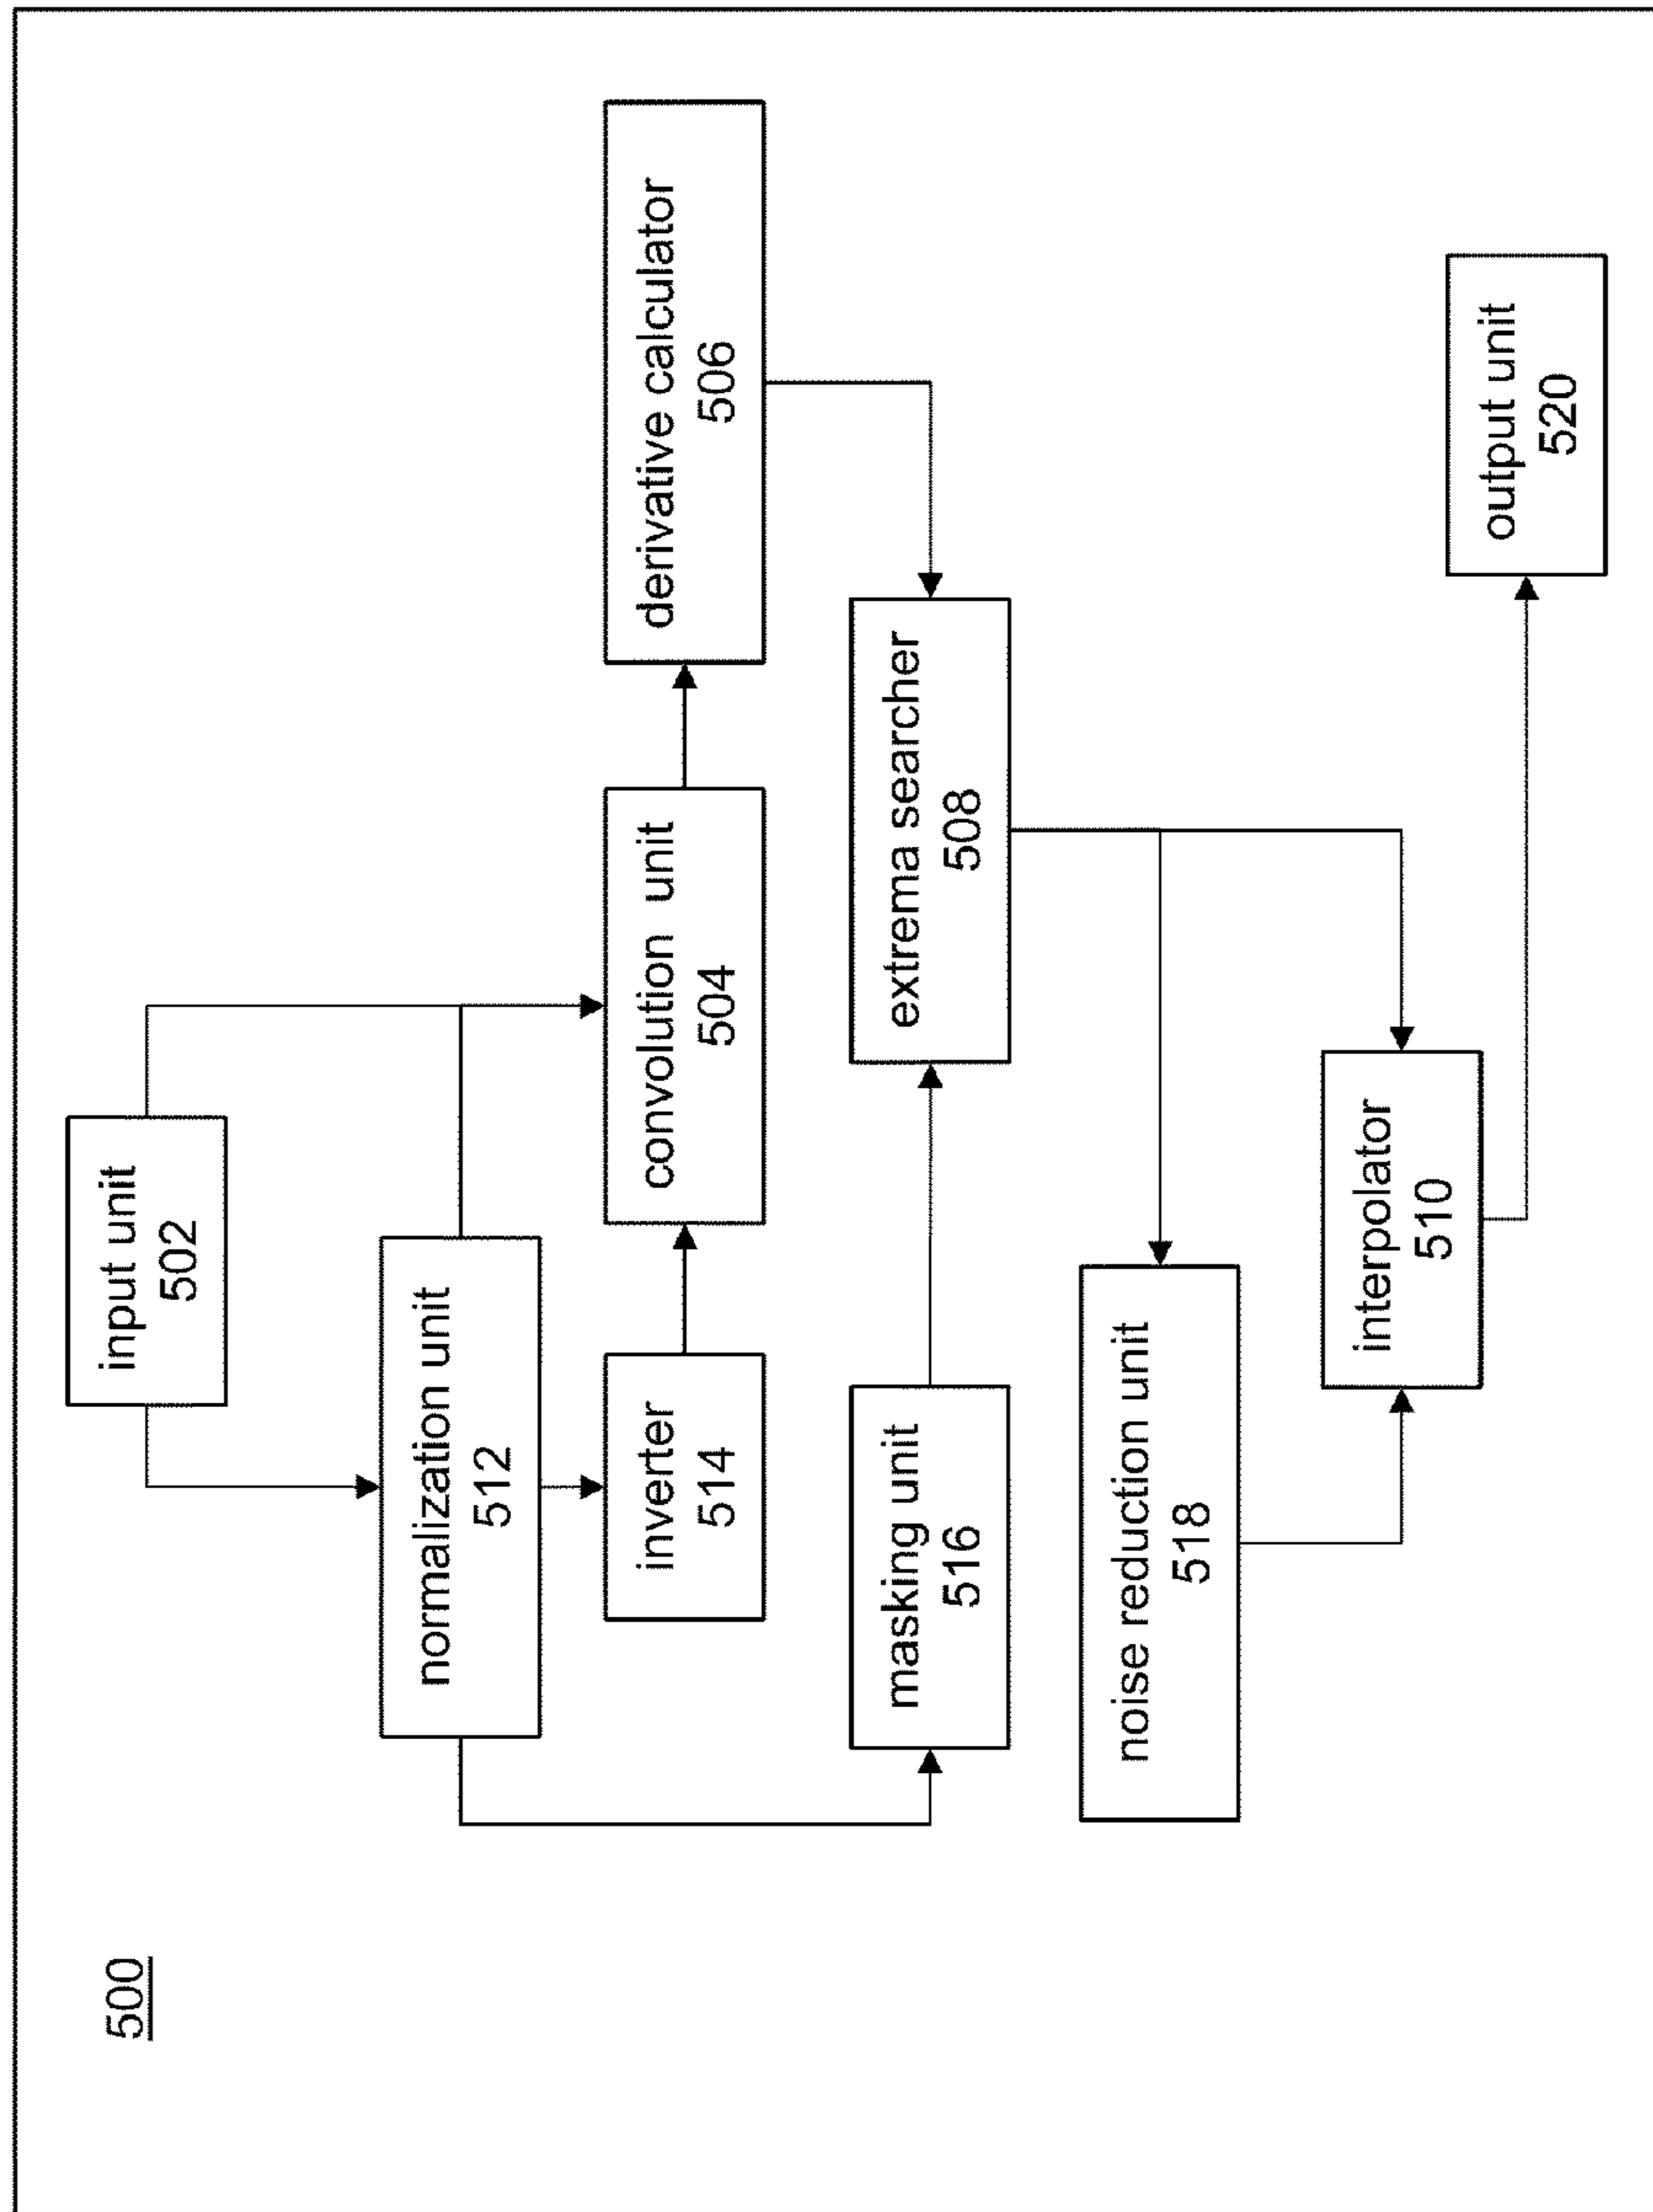 500
input unit
502
normalization unit
512
inverter
514
convolution unit
504
derivative calculator
506
masking unit
516
extrema searcher
508
noise reduction unit
518
interpolator
510
output unit
520